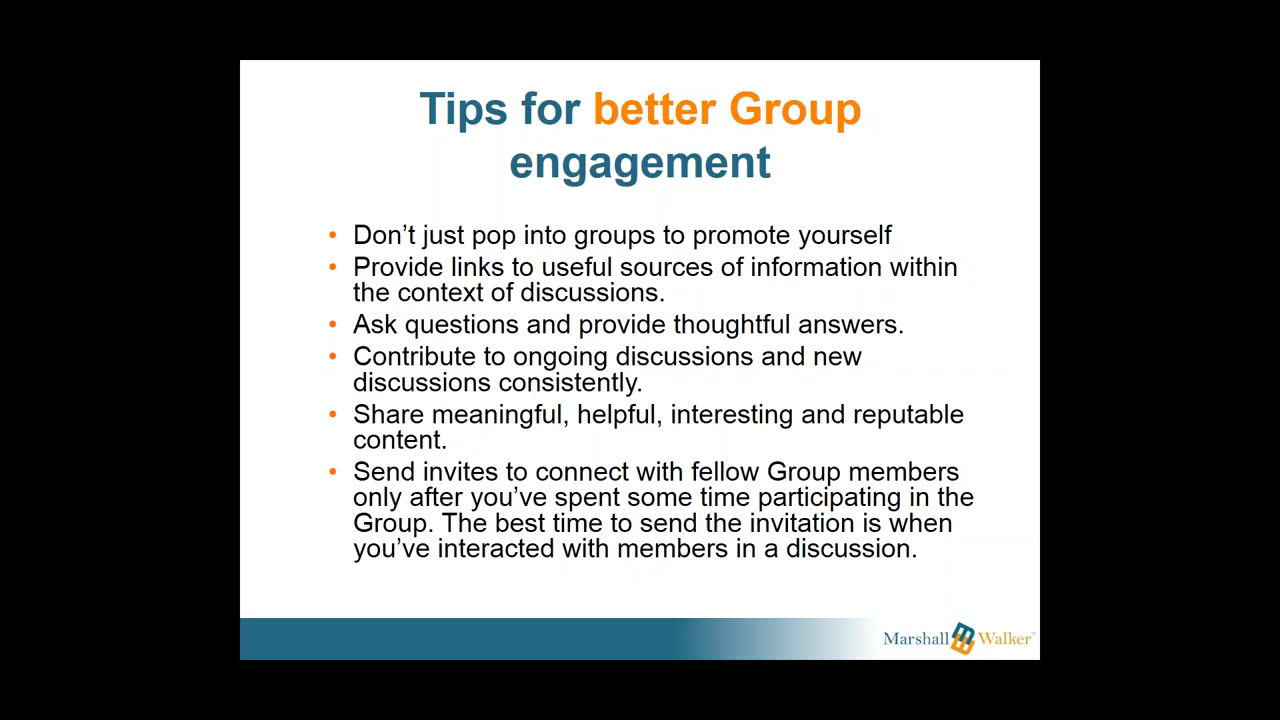 Tips for better Group
engagement
• Don’t just pop into groups to promote yourself
• Provide links to useful sources of information within
the context of discussions.
• Ask questions and provide thoughtful answers.
• Contribute to ongoing discussions and new
discussions consistently.
• Share meaningful, helpful, interesting and reputable
content.
• Send invites to connect with fellow Group members
only after you’ve spent some time participating in the
Group. The best time to send the invitation is when
you’ve interacted with members in a discussion.
Marshall Walker™